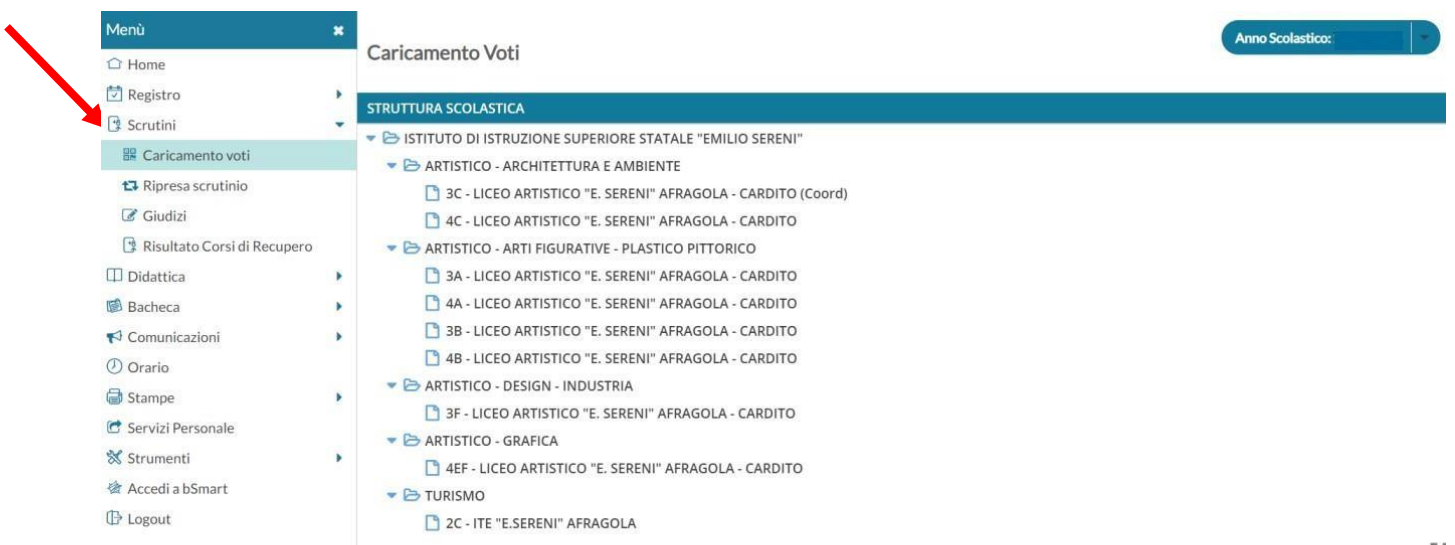 Menù
Home
Registro
Scrutini
Caricamento voti
Ripresa scrutinio
Giudizi
Risultato Corsi di Recupero
Didattica
Bacheca
Comunicazioni
Orario
Stampe
Servizi Personale
Strumenti
Accedi a bSmart
Logout
Caricamento Voti
Anno Scolastico:
STRUTTURA SCOLASTICA
ISTITUTO DI ISTRUZIONE SUPERIORE STATALE "EMILIO SERENI"
ARTISTICO - ARCHITETTURA E AMBIENTE
3C - LICEO ARTISTICO "E. SERENI" AFRAGOLA - CARDITO (Coord)
4C - LICEO ARTISTICO "E. SERENI" AFRAGOLA - CARDITO
ARTISTICO - ARTI FIGURATIVE - PLASTICO PITTORICO
3A - LICEO ARTISTICO "E. SERENI" AFRAGOLA - CARDITO
4A - LICEO ARTISTICO "E. SERENI" AFRAGOLA - CARDITO
3B - LICEO ARTISTICO "E. SERENI" AFRAGOLA - CARDITO
4B - LICEO ARTISTICO "E. SERENI" AFRAGOLA - CARDITO
ARTISTICO - DESIGN - INDUSTRIA
3F - LICEO ARTISTICO "E. SERENI" AFRAGOLA - CARDITO
ARTISTICO - GRAFICA
4EF - LICEO ARTISTICO "E. SERENI" AFRAGOLA - CARDITO
TURISMO
2C - ITE "E.SERENI" AFRAGOLA